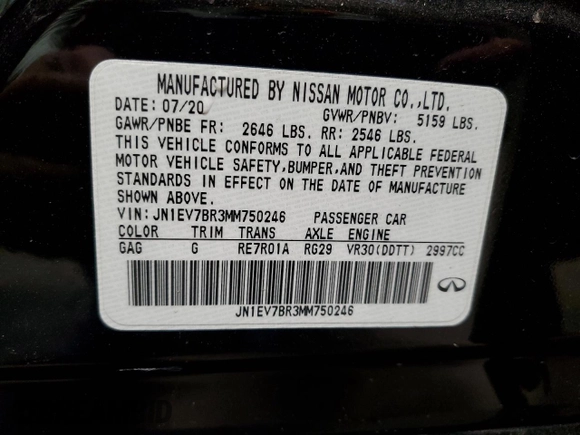 MANUFACTURED BY NISSAN MOTOR CO.,LTD.
DATE: 07/20 GVWR/PNBV: 5159 LBS.
GAWR/PNBE FR: 2646 LBS. RR: 2546 LBS.
THIS VEHICLE CONFORMS TO ALL APPLICABLE FEDERAL
MOTOR VEHICLE SAFETY,BUMPER,AND THEFT PREVENTION
STANDARDS IN EFFECT ON THE DATE OF MANUFACTURE
SHOWN ABOVE.
VIN: JN1EV7BR3MM750246 PASSENGER CAR
COLOR TRIM TRANS AXLE ENGINE
GAG G RE7R01A RG29 VR30(DDTT) 2997CC
JN1EV7BR3MM750246